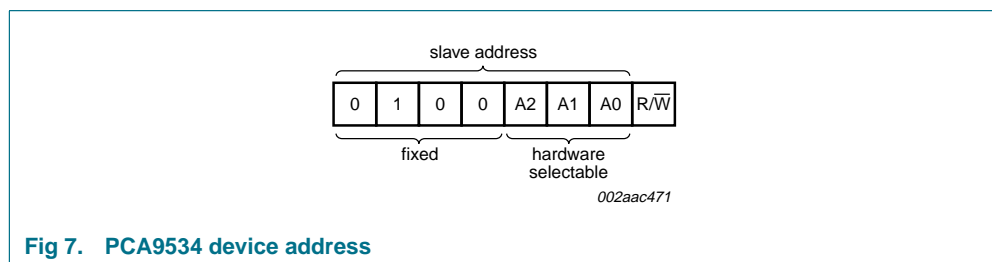 slave address
0 1 0 0 A2 A1 A0 R/W̅
fixed
hardware
selectable
002aac471
Fig 7. PCA9534 device address